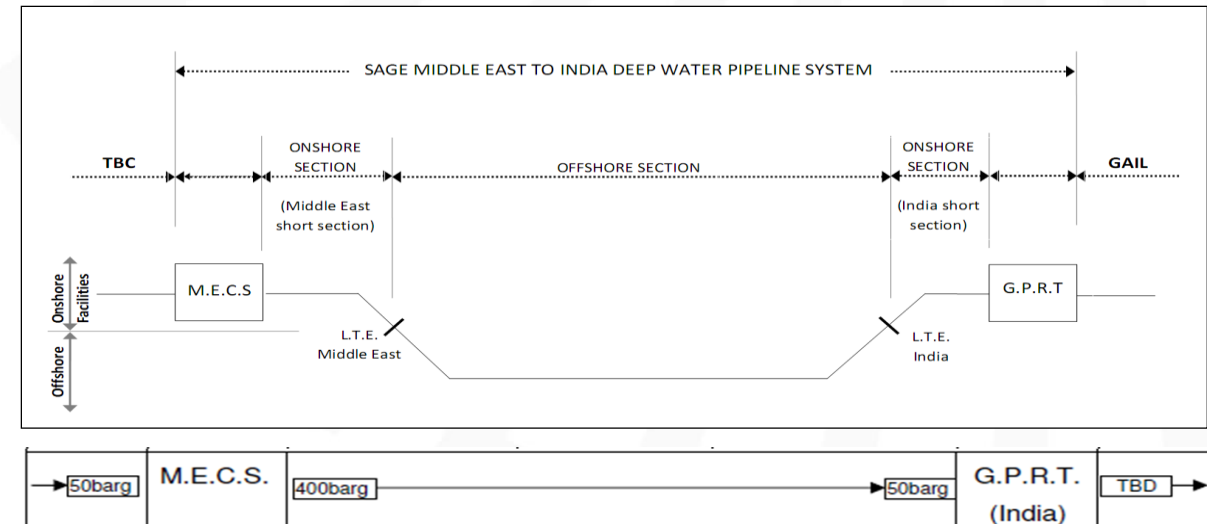 SAGE MIDDLE EAST TO INDIA DEEP WATER PIPELINE SYSTEM
TBC
ONSHORE
SECTION
(Middle East
short section)
OFFSHORE SECTION
ONSHORE
SECTION
(India short
section)
GAIL
Onshore
Facilities
Offshore
M.E.C.S
L.T.E.
Middle East
L.T.E.
India
G.P.R.T
50barg
M.E.C.S.
400barg
50barg
G.P.R.T.
(India)
TBD